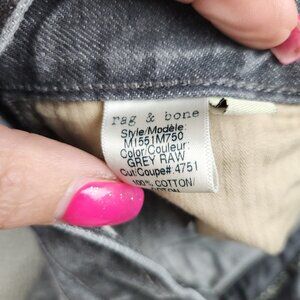 rag & bone
Style/Modèle:
M1551M750
Color/Couleur:
GREY RAW
Cut/Coupe#: 4751
100% COTTON/